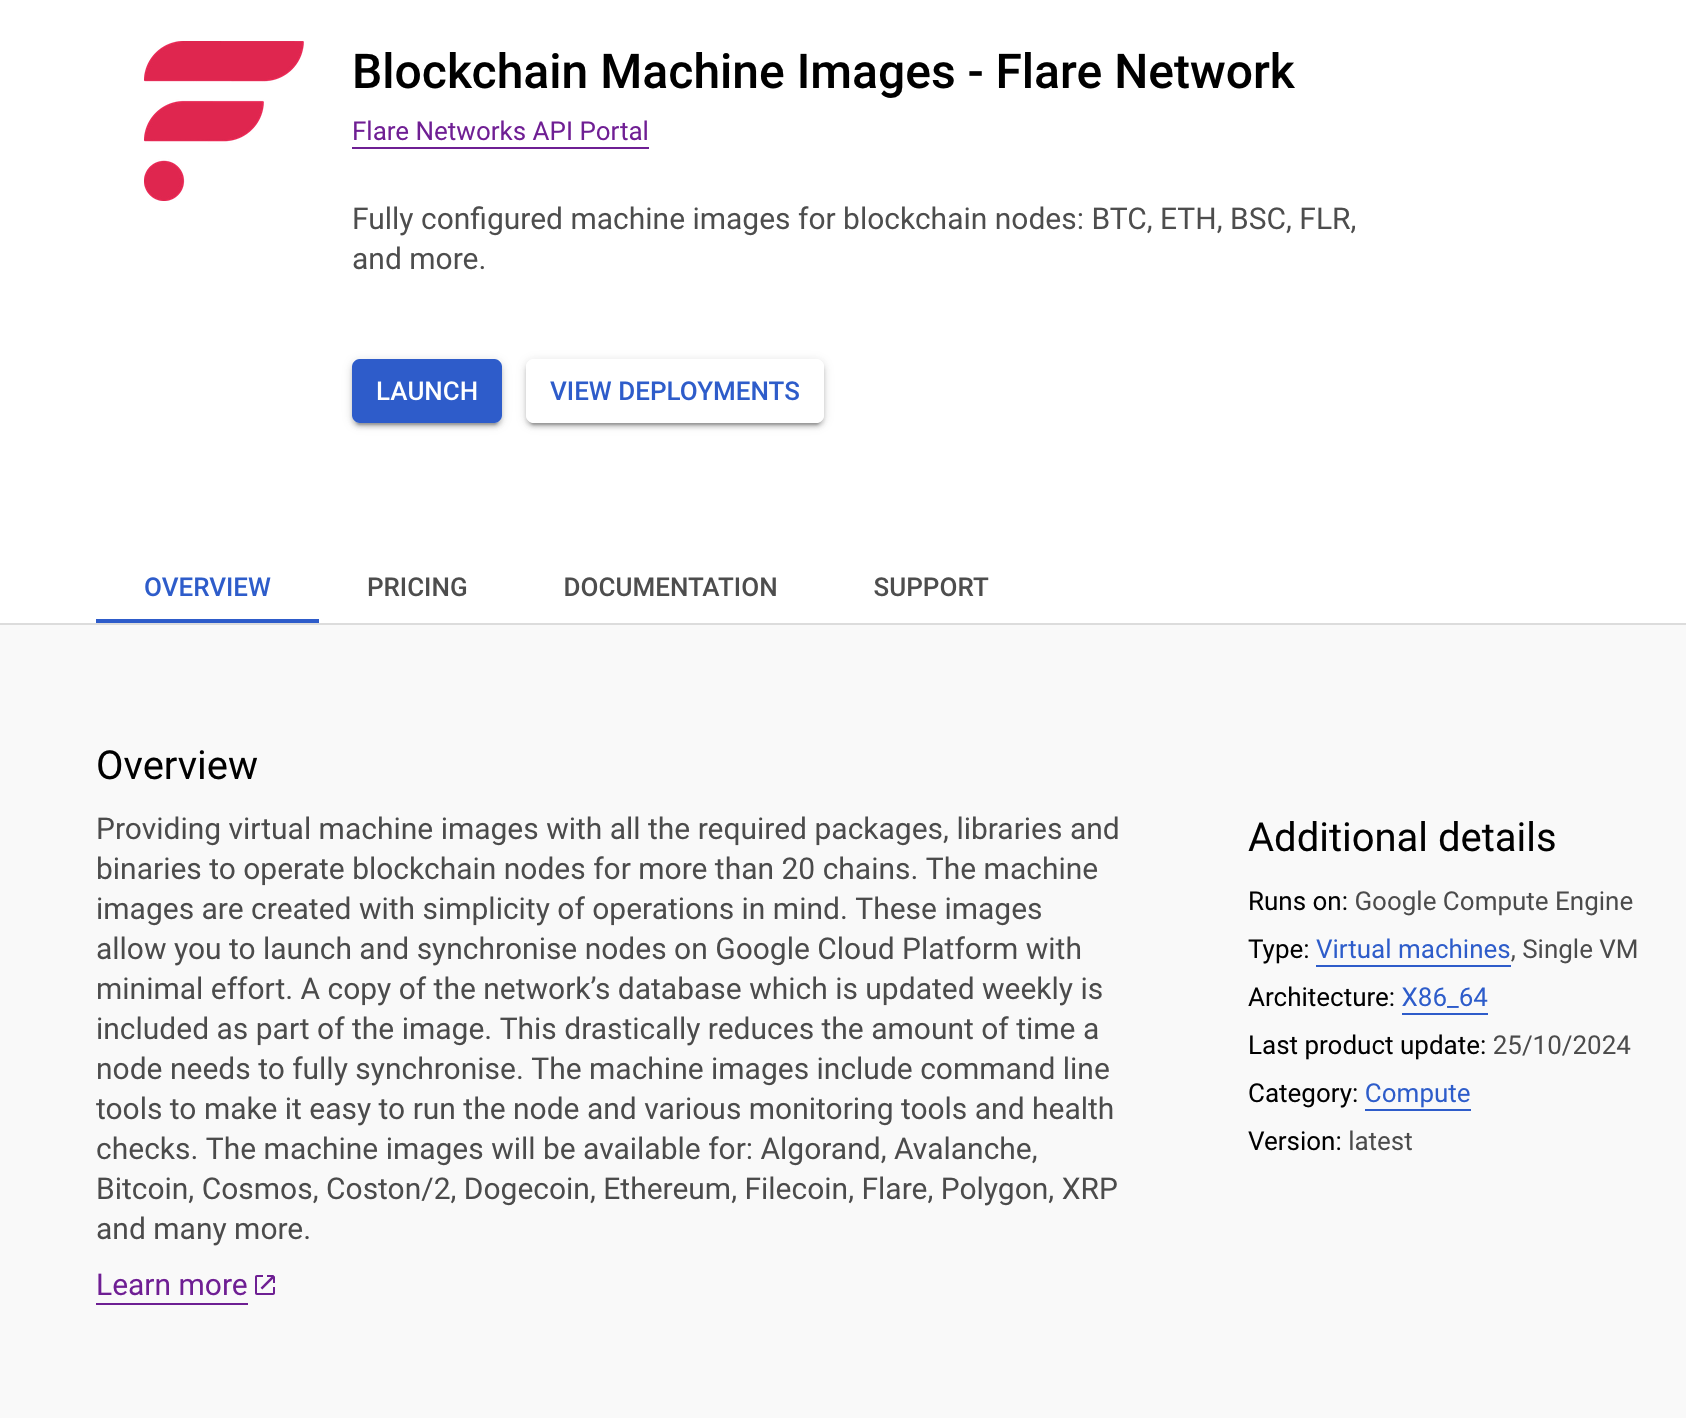 Blockchain Machine Images - Flare Network
Flare Networks API Portal
Fully configured machine images for blockchain nodes: BTC, ETH, BSC, FLR,
and more.
LAUNCH
VIEW DEPLOYMENTS
OVERVIEW
PRICING
DOCUMENTATION
SUPPORT
Overview
Providing virtual machine images with all the required packages, libraries and
binaries to operate blockchain nodes for more than 20 chains. The machine
images are created with simplicity of operations in mind. These images
allow you to launch and synchronise nodes on Google Cloud Platform with
minimal effort. A copy of the network’s database which is updated weekly is
included as part of the image. This drastically reduces the amount of time a
node needs to fully synchronise. The machine images include command line
tools to make it easy to run the node and various monitoring tools and health
checks. The machine images will be available for: Algorand, Avalanche,
Bitcoin, Cosmos, Coston/2, Dogecoin, Ethereum, Filecoin, Flare, Polygon, XRP
and many more.
Learn more
Additional details
Runs on: Google Compute Engine
Type: Virtual machines, Single VM
Architecture: X86_64
Last product update: 25/10/2024
Category: Compute
Version: latest